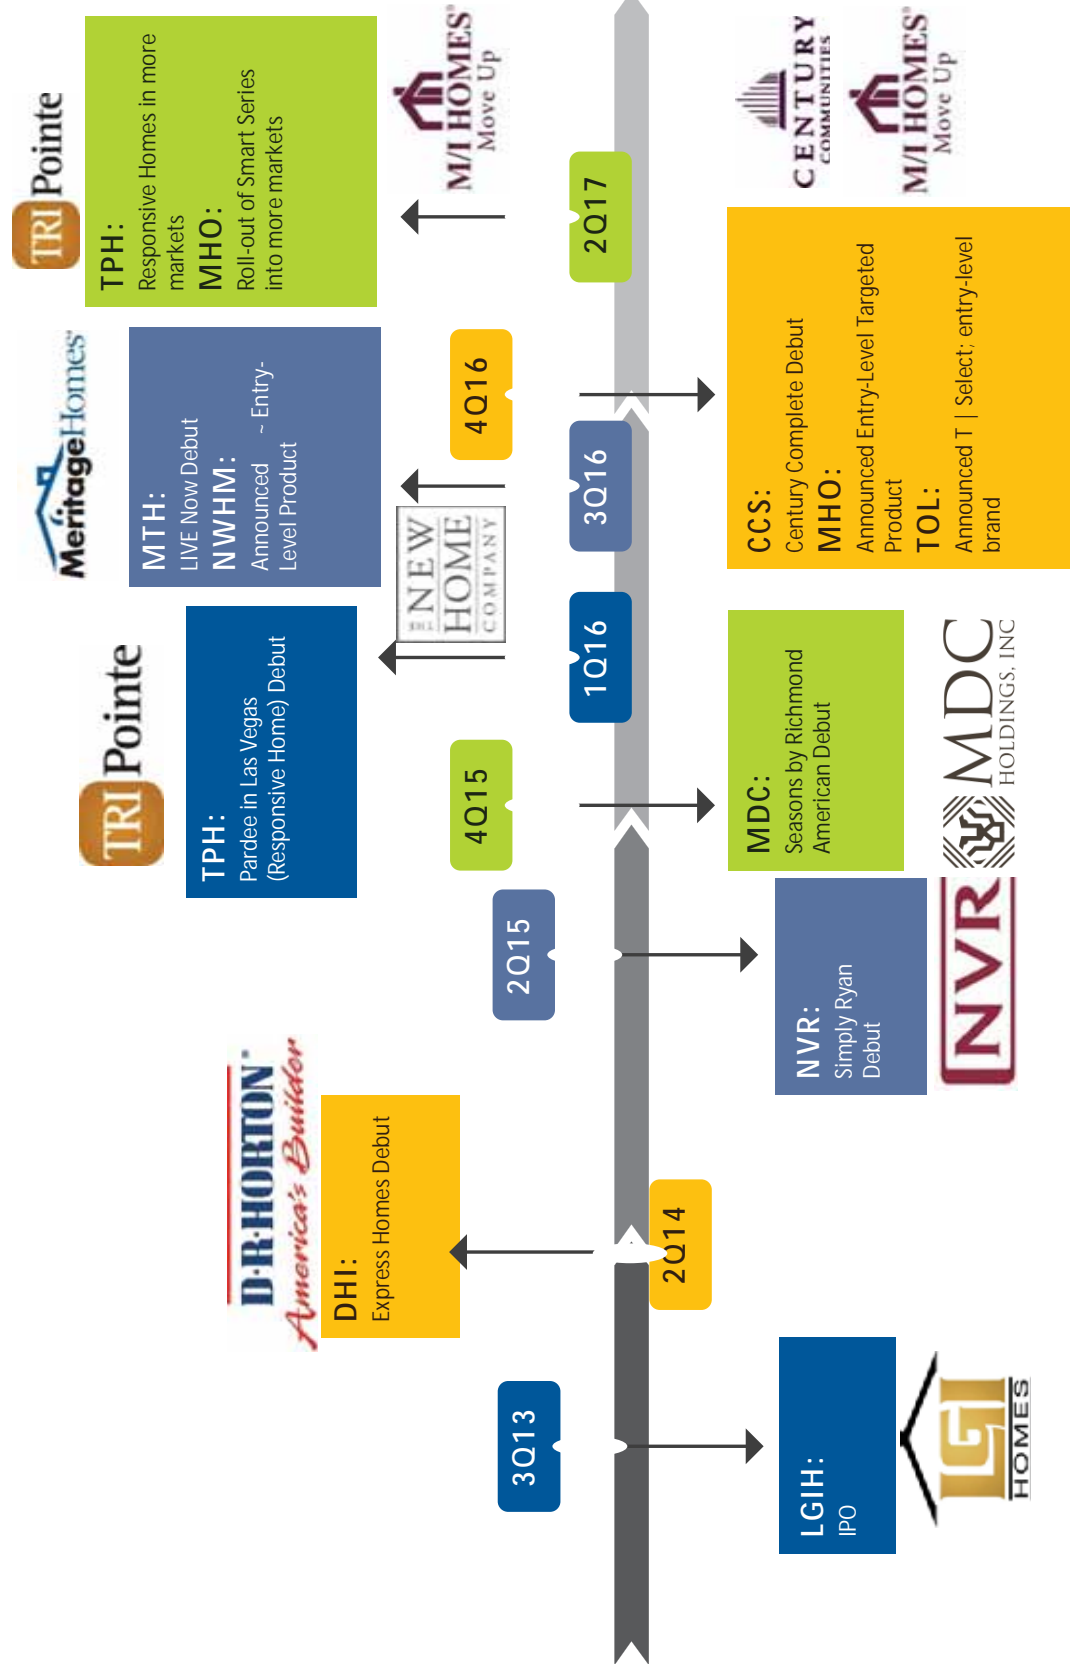 3Q13
LGIH:
IPO
LGI
HOMES
2Q14
D·R·HORTON
America's Builder
DHI:
Express Homes Debut
2Q15
NVR:
Simply Ryan
Debut
NVR
4Q15
MDC:
Seasons by Richmond
American Debut
MDC
HOLDINGS, INC
1Q16
TRI Pointe
TPH:
Pardee in Las Vegas
(Responsive Home) Debut
3Q16
MeritageHomes
MTH:
LIVE Now Debut
NWHM:
Announced ~ Entry-
Level Product
THE NEW
HOME
COMPANY
4Q16
CCS:
Century Complete Debut
MHO:
Announced Entry-Level Targeted
Product
TOL:
Announced T | Select; entry-level
brand
CENTURY
COMMUNITIES
M/I HOMES
Move Up
2Q17
TRI Pointe
TPH:
Responsive Homes in more
markets
MHO:
Roll-out of Smart Series
into more markets
M/I HOMES
Move Up